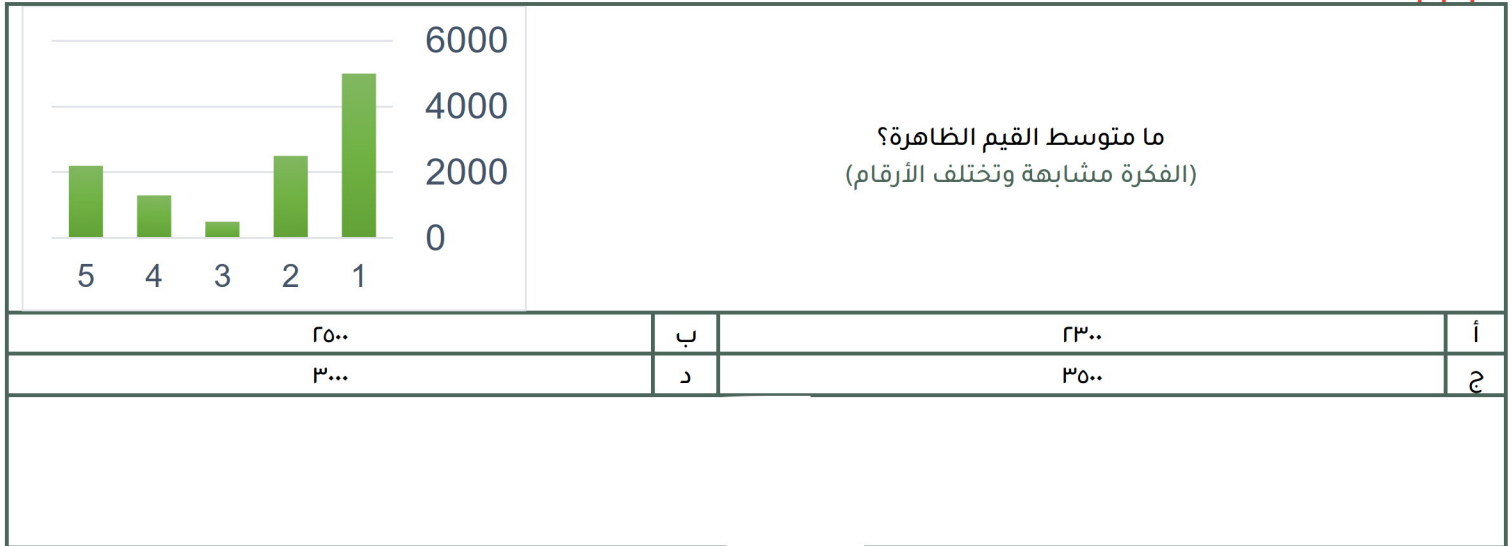 ما متوسط القيم الظاهرة؟
(الفكرة مشابهة وتختلف الأرقام)
6000
4000
2000
0
5 4 3 2 1
أ ٢٣٠٠ ب ٢٥٠٠
ج ٣٥٠٠ د ٣٠٠٠